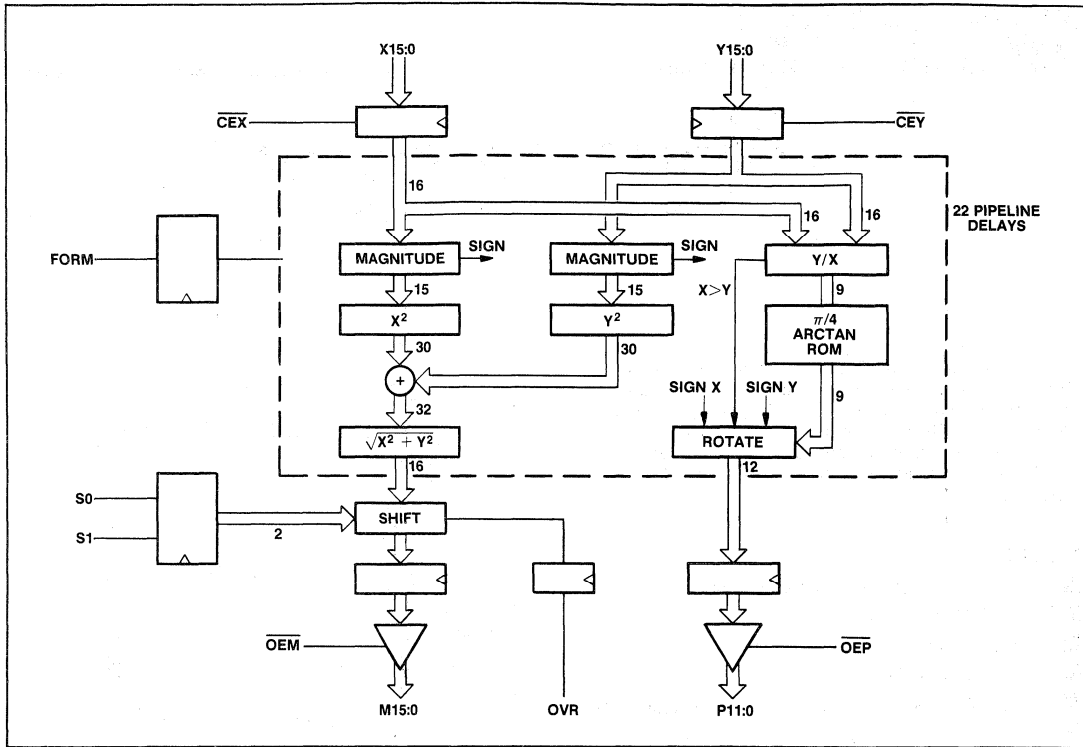 X15:0
Y15:0
CEX
CEY
16
16
16
22 PIPELINE
DELAYS
FORM
MAGNITUDE
SIGN
MAGNITUDE
SIGN
Y/X
15
15
X>Y
9
X²
Y²
π/4
ARCTAN
ROM
30
30
+
32
SIGN X
SIGN Y
9
√X² + Y²
ROTATE
16
12
S0
S1
2
SHIFT
OEM
OEP
M15:0
OVR
P11:0